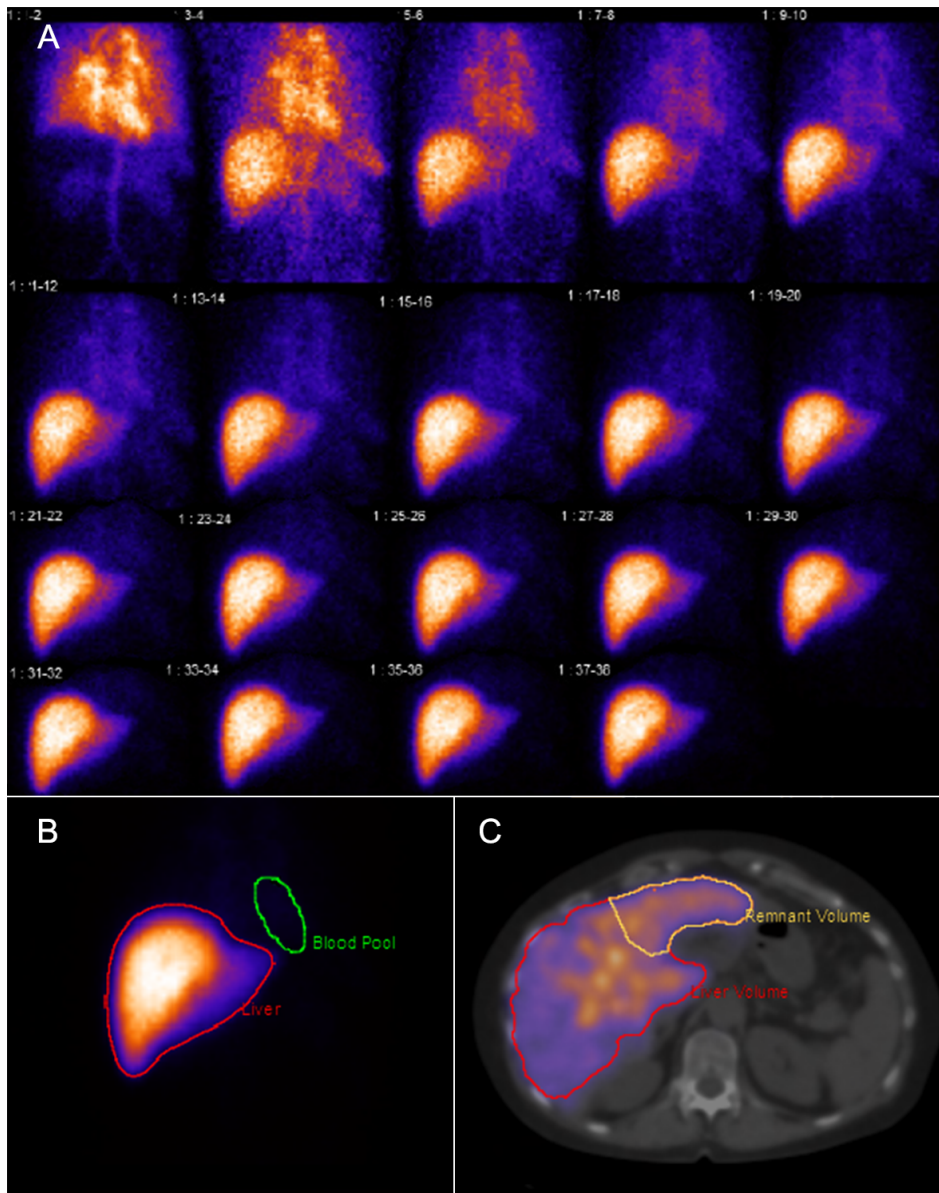 1 : 1-2
3-4
5-6
1 : 7-8
1 : 9-10
A
1 : 11-12
1 : 13-14
1 : 15-16
1 : 17-18
1 : 19-20
1 : 21-22
1 : 23-24
1 : 25-26
1 : 27-28
1 : 29-30
1 : 31-32
1 : 33-34
1 : 35-36
1 : 37-38
B
Blood Pool
Liver
C
Remnant Volume
Liver Volume